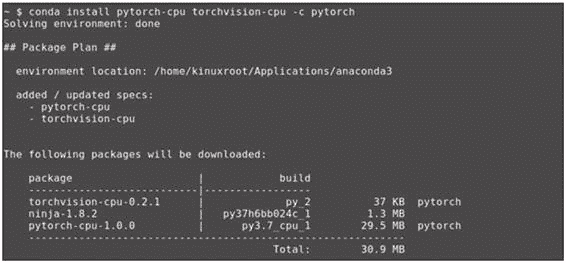 ~ $ conda install pytorch-cpu torchvision-cpu -c pytorch
Solving environment: done
## Package Plan ##
environment location: /home/kinuxroot/Applications/anaconda3
added / updated specs:
- pytorch-cpu
- torchvision-cpu
The following packages will be downloaded:
package | build
---------------------------|-----------------
torchvision-cpu-0.2.1 | py_2 37 KB pytorch
ninja-1.8.2 | py37h6bb024c_1 1.3 MB
pytorch-cpu-1.0.0 | py3.7_cpu_1 29.5 MB pytorch
------------------------------------------------------------
Total: 30.9 MB